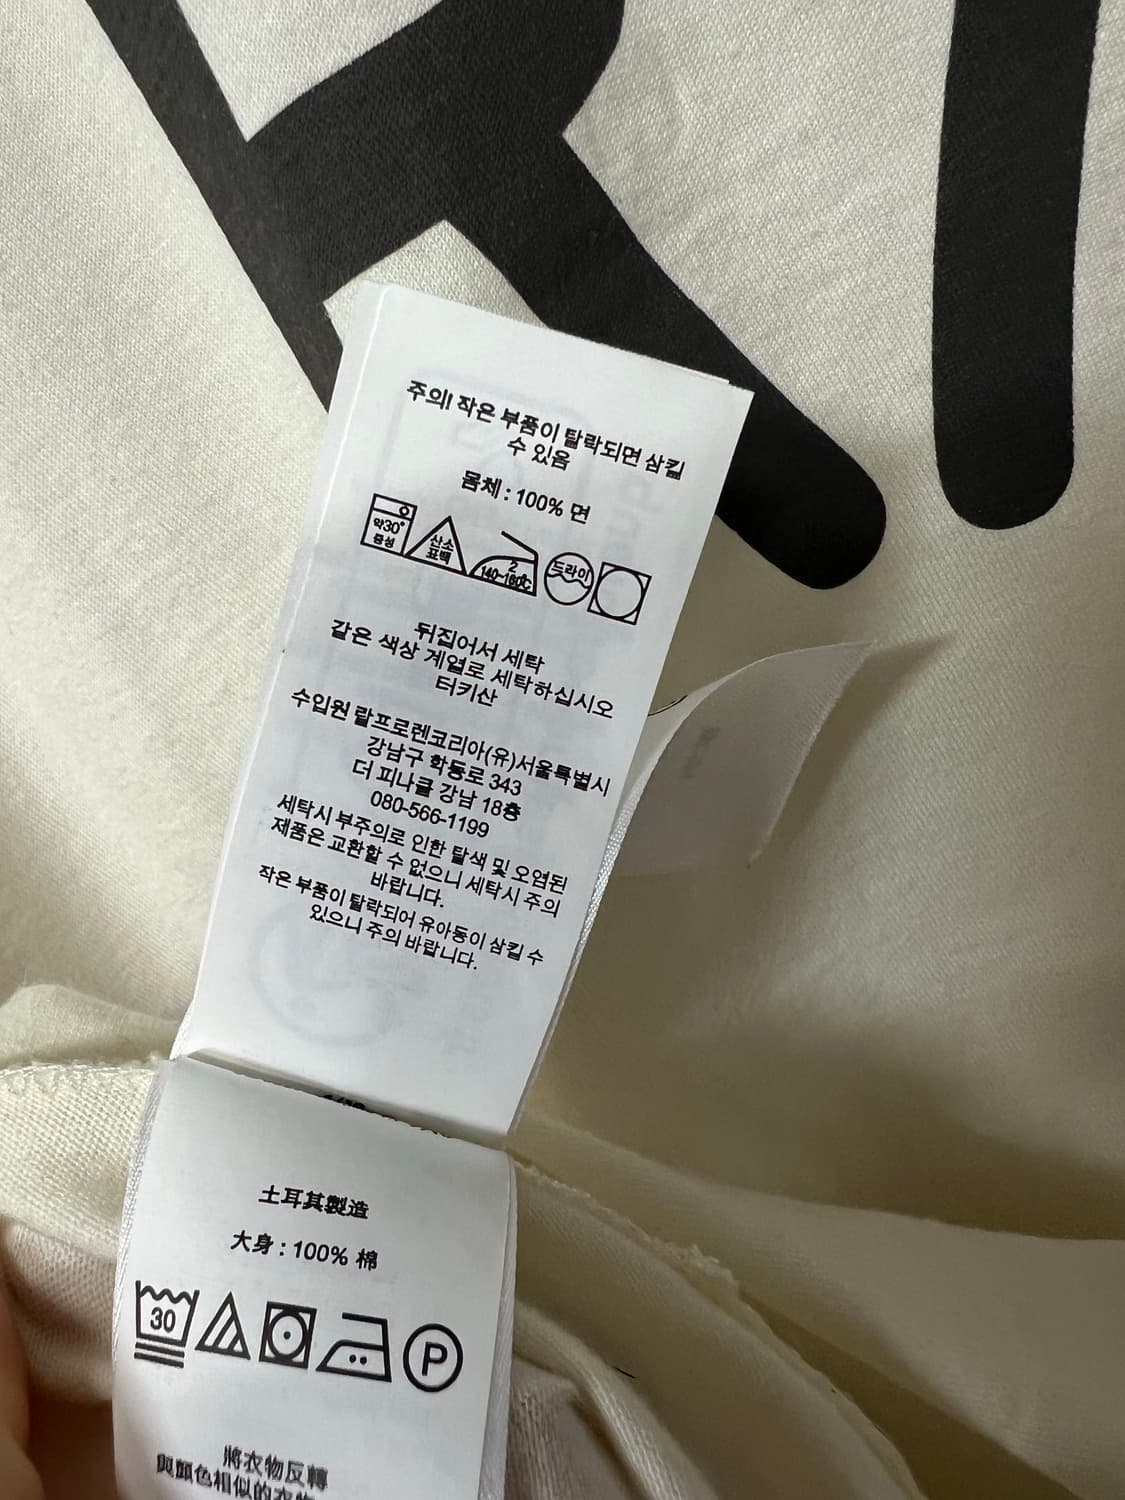 주의! 작은 부품이 탈락되면 삼킬
수 있음
몸체 : 100% 면
약30°
중성
산소
표백
2
140~160℃
드라이
뒤집어서 세탁
같은 색상 계열로 세탁하십시오
터키산
수입원 랄프로렌코리아(유)서울특별시
강남구 학동로 343
더 피나클 강남 18층
080-566-1199
세탁시 부주의로 인한 탈색 및 오염된
제품은 교환할 수 없으니 세탁시 주의
바랍니다.
작은 부품이 탈락되어 유아동이 삼킬 수
있으니 주의 바랍니다.
土耳其製造
大身 : 100% 棉
30
P
將衣物反轉
與顏色相似的衣物